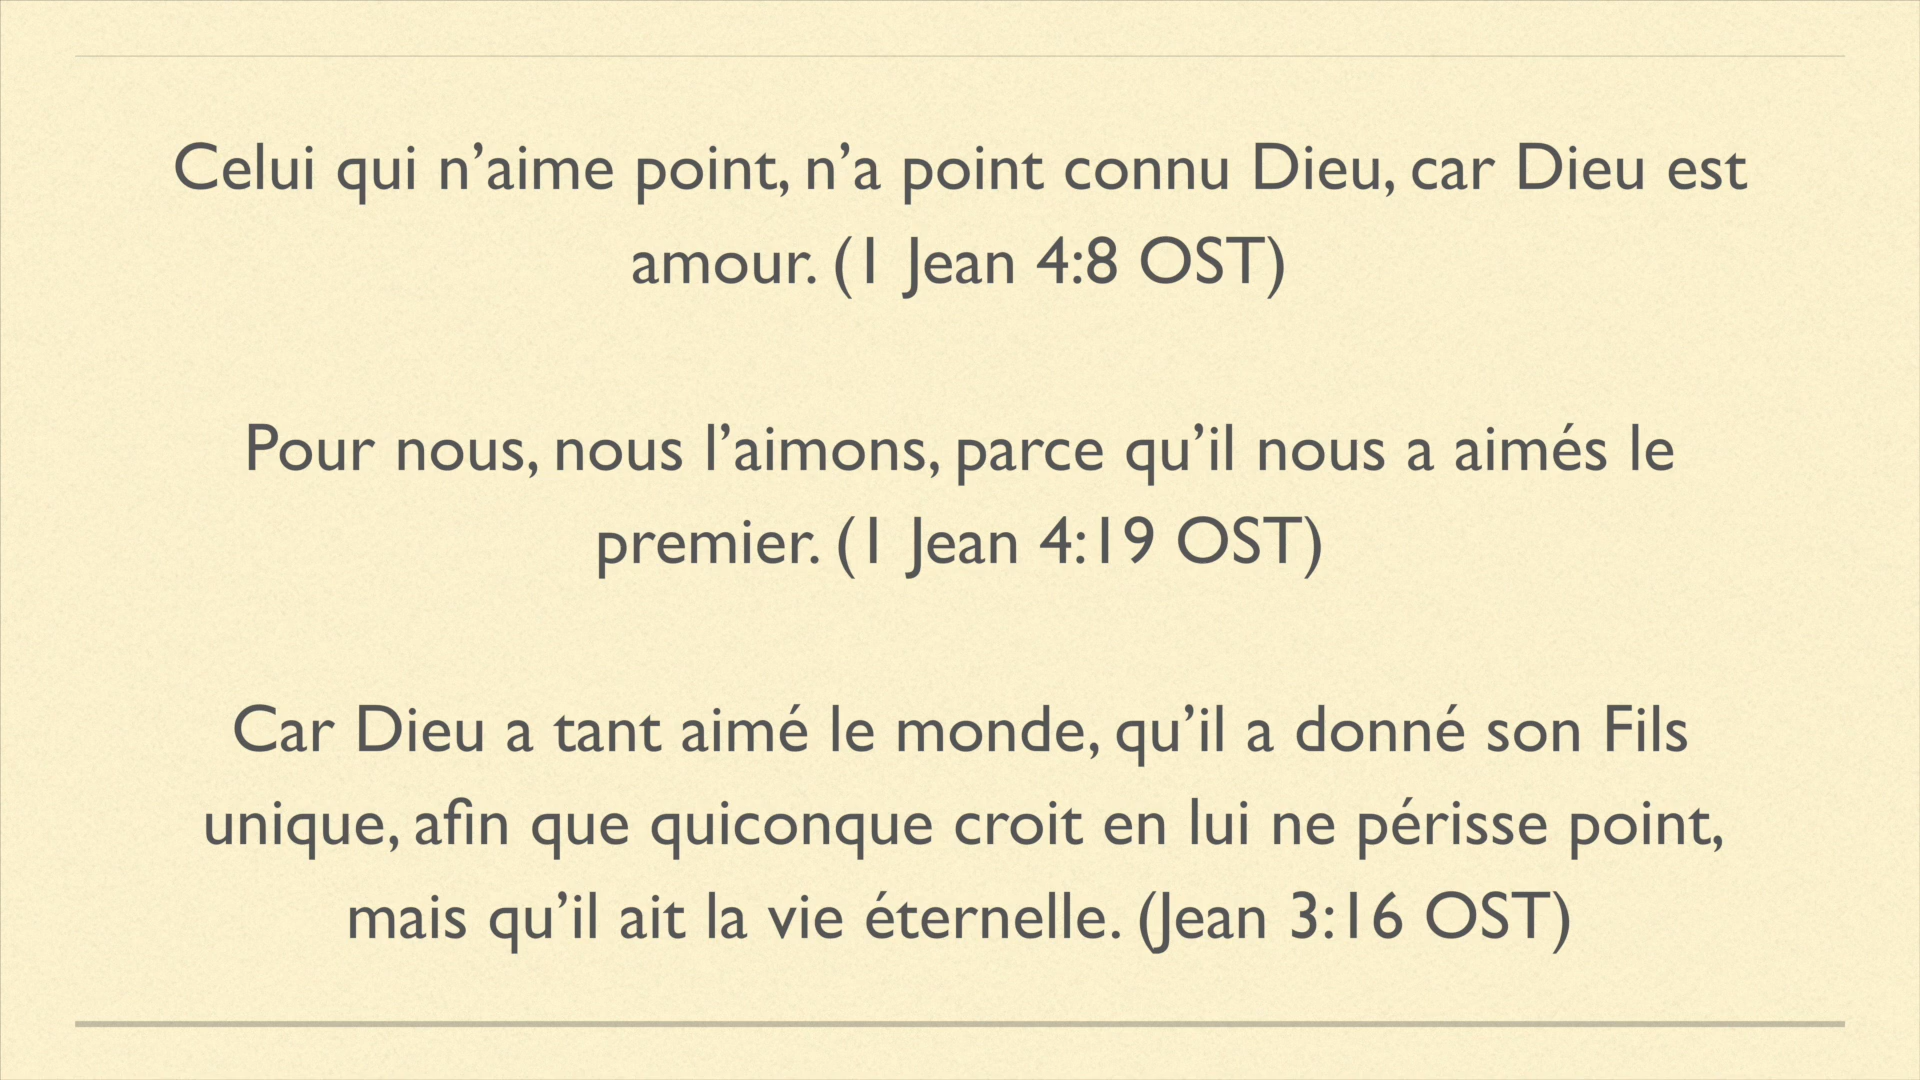 Celui qui n’aime point, n’a point connu Dieu, car Dieu est
amour. (1 Jean 4:8 OST)
Pour nous, nous l’aimons, parce qu’il nous a aimés le
premier. (1 Jean 4:19 OST)
Car Dieu a tant aimé le monde, qu’il a donné son Fils
unique, afin que quiconque croit en lui ne périsse point,
mais qu’il ait la vie éternelle. (Jean 3:16 OST)